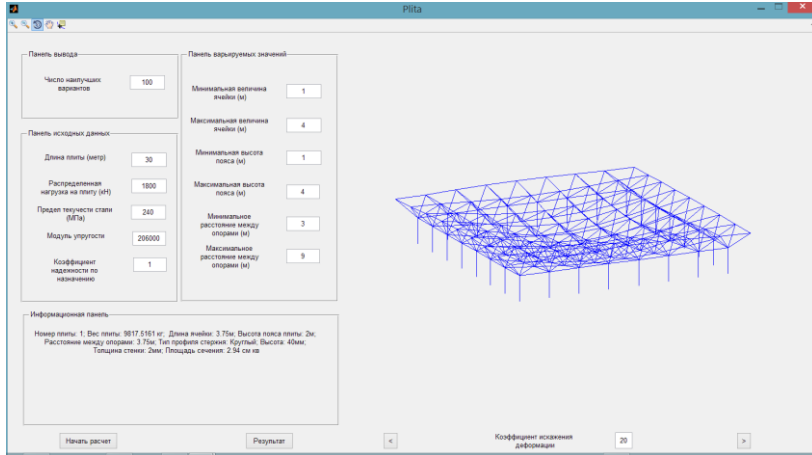 Plita
Панель вывода
Число наилучших
вариантов
100
Панель исходных данных
Длина плиты (метр)
30
Распределенная
нагрузка на плиту (кН)
1800
Предел текучести стали
(МПа)
240
Модуль упругости
206000
Коэффициент
надежности по
назначению
1
Панель варьируемых значений
Минимальная величина
ячейки (м)
1
Максимальная величина
ячейки (м)
4
Минимальная высота
пояса (м)
1
Максимальная высота
пояса (м)
4
Минимальное
расстояние между
опорами (м)
3
Максимальное
расстояние между
опорами (м)
9
Информационная панель
Номер плиты: 1; Вес плиты: 9817.5161 кг; Длина ячейки: 3.75м; Высота пояса плиты: 2м;
Расстояние между опорами: 3.75м; Тип профиля стержня: Круглый; Высота: 40мм;
Толщина стенки: 2мм; Площадь сечения: 2.94 см кв
Начать расчет
Результат
<
Коэффициент искажения
деформации
20
>